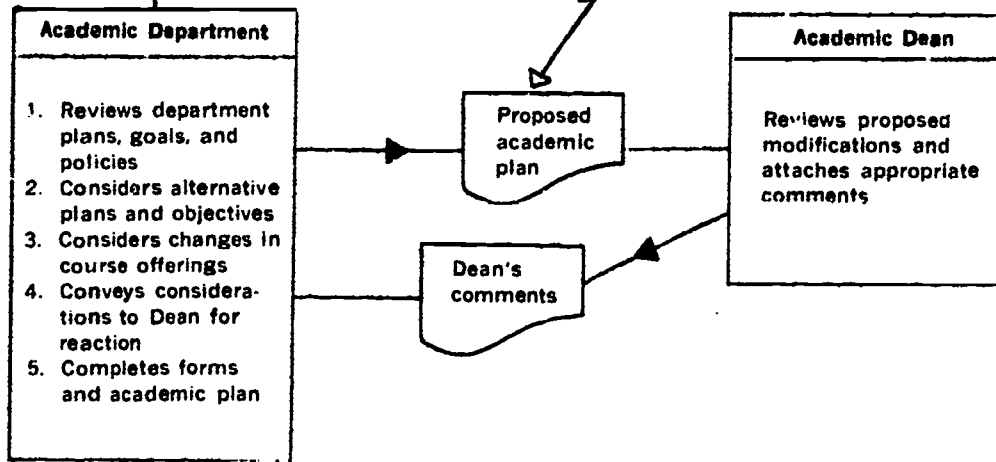 Academic Department
1. Reviews department
plans, goals, and
policies
2. Considers alternative
plans and objectives
3. Considers changes in
course offerings
4. Conveys considera-
tions to Dean for
reaction
5. Completes forms
and academic plan
Proposed
academic
plan
Dean's
comments
Academic Dean
Reviews proposed
modifications and
attaches appropriate
comments